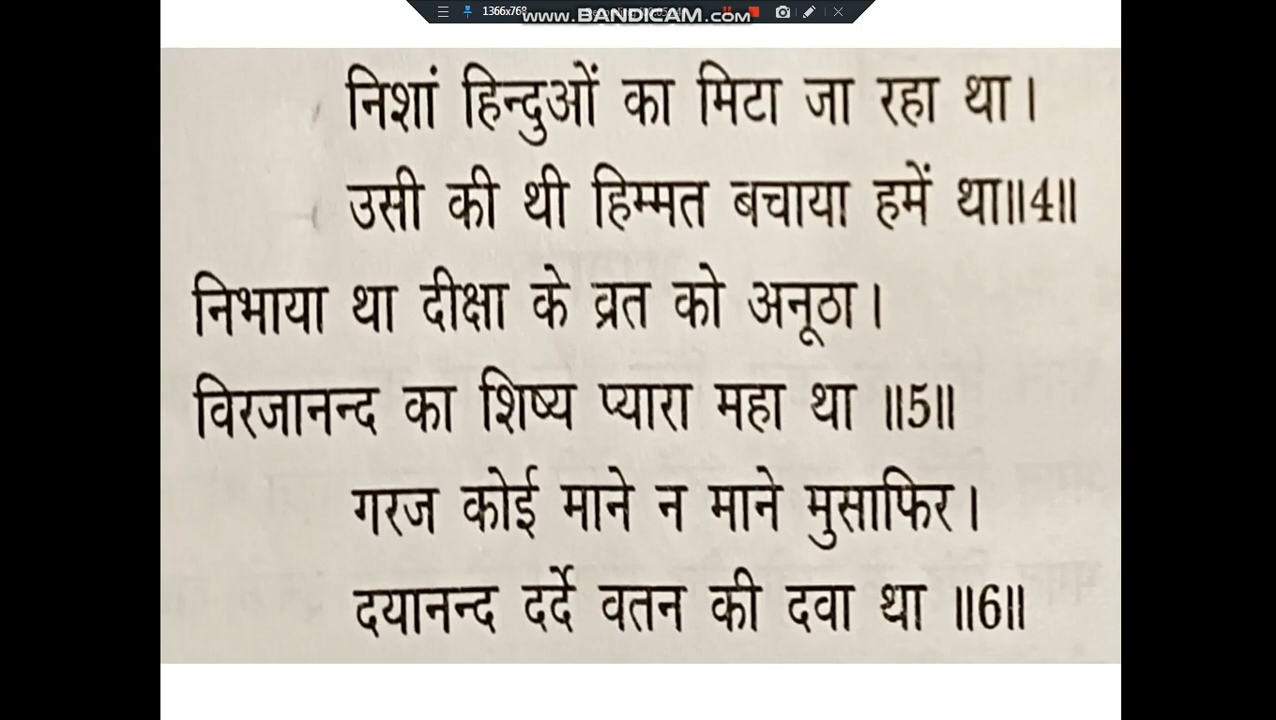 1366x768
www.BANDICAM.com
निशां हिन्दुओं का मिटा जा रहा था।
उसी की थी हिम्मत बचाया हमें था॥4॥
निभाया था दीक्षा के व्रत को अनूठा।
विरजानन्द का शिष्य प्यारा महा था ॥5॥
गरज कोई माने न माने मुसाफिर।
दयानन्द दर्दे वतन की दवा था ॥6॥